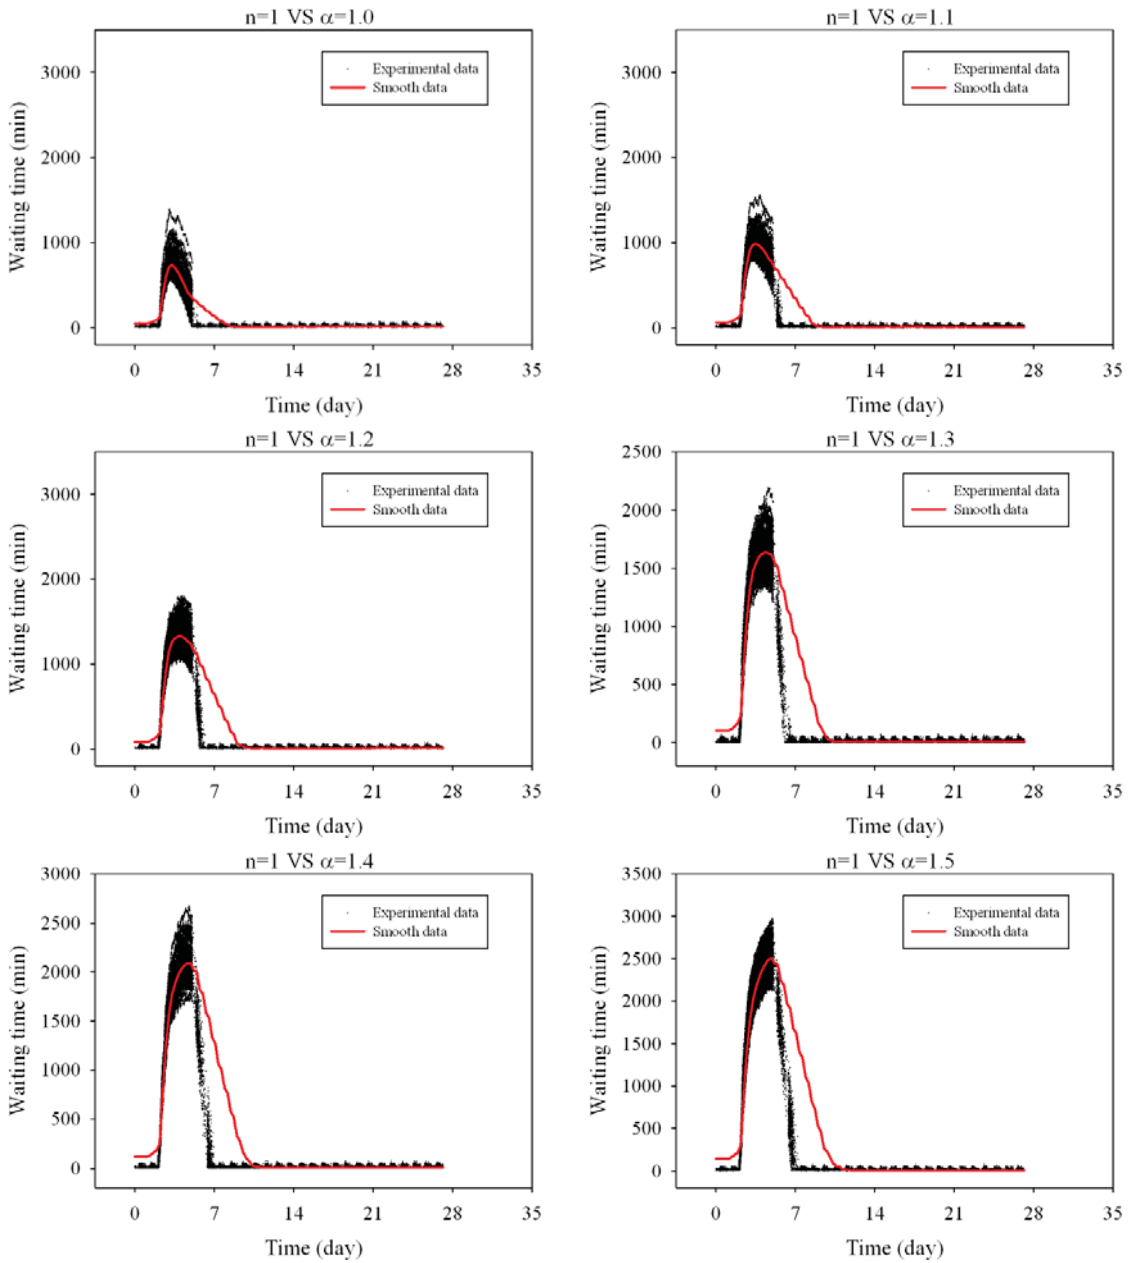 n=1 VS α=1.0
Waiting time (min)
3000
2000
1000
0
Experimental data
Smooth data
0 7 14 21 28 35
Time (day)
n=1 VS α=1.1
Waiting time (min)
3000
2000
1000
0
Experimental data
Smooth data
0 7 14 21 28 35
Time (day)
n=1 VS α=1.2
Waiting time (min)
3000
2000
1000
0
Experimental data
Smooth data
0 7 14 21 28 35
Time (day)
n=1 VS α=1.3
Waiting time (min)
2500
2000
1500
1000
500
0
Experimental data
Smooth data
0 7 14 21 28 35
Time (day)
n=1 VS α=1.4
Waiting time (min)
3000
2500
2000
1500
1000
500
0
Experimental data
Smooth data
0 7 14 21 28 35
Time (day)
n=1 VS α=1.5
Waiting time (min)
3500
3000
2500
2000
1500
1000
500
0
Experimental data
Smooth data
0 7 14 21 28 35
Time (day)